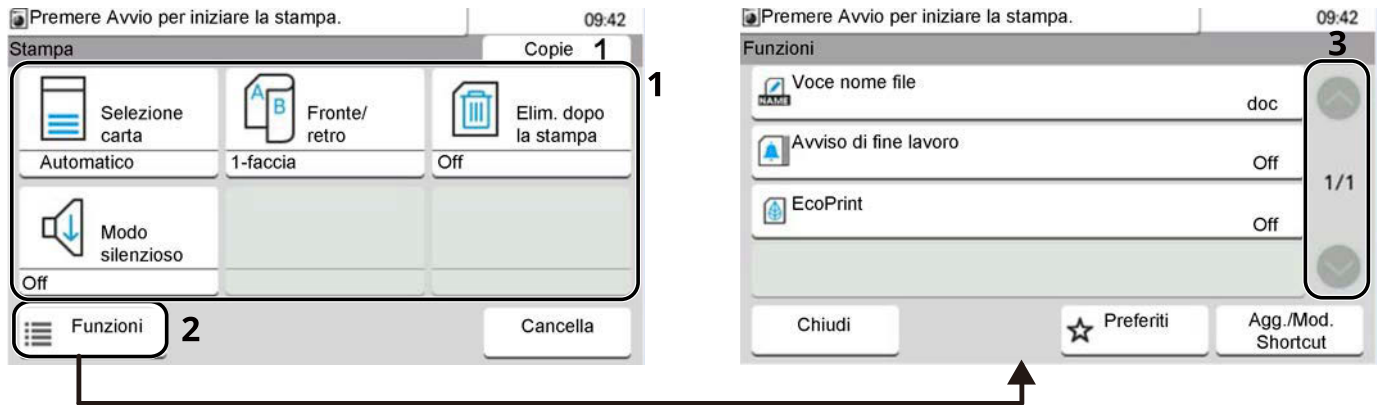 Premere Avvio per iniziare la stampa.
09:42
Stampa
Copie 1
1
Selezione
carta
Automatico
A
B
Fronte/
retro
1-faccia
Elim. dopo
la stampa
Off
Modo
silenzioso
Off
Funzioni
2
Cancella
Premere Avvio per iniziare la stampa.
09:42
Funzioni
3
NAME
Voce nome file
doc
Avviso di fine lavoro
Off
1/1
EcoPrint
Off
Chiudi
Preferiti
Agg./Mod.
Shortcut